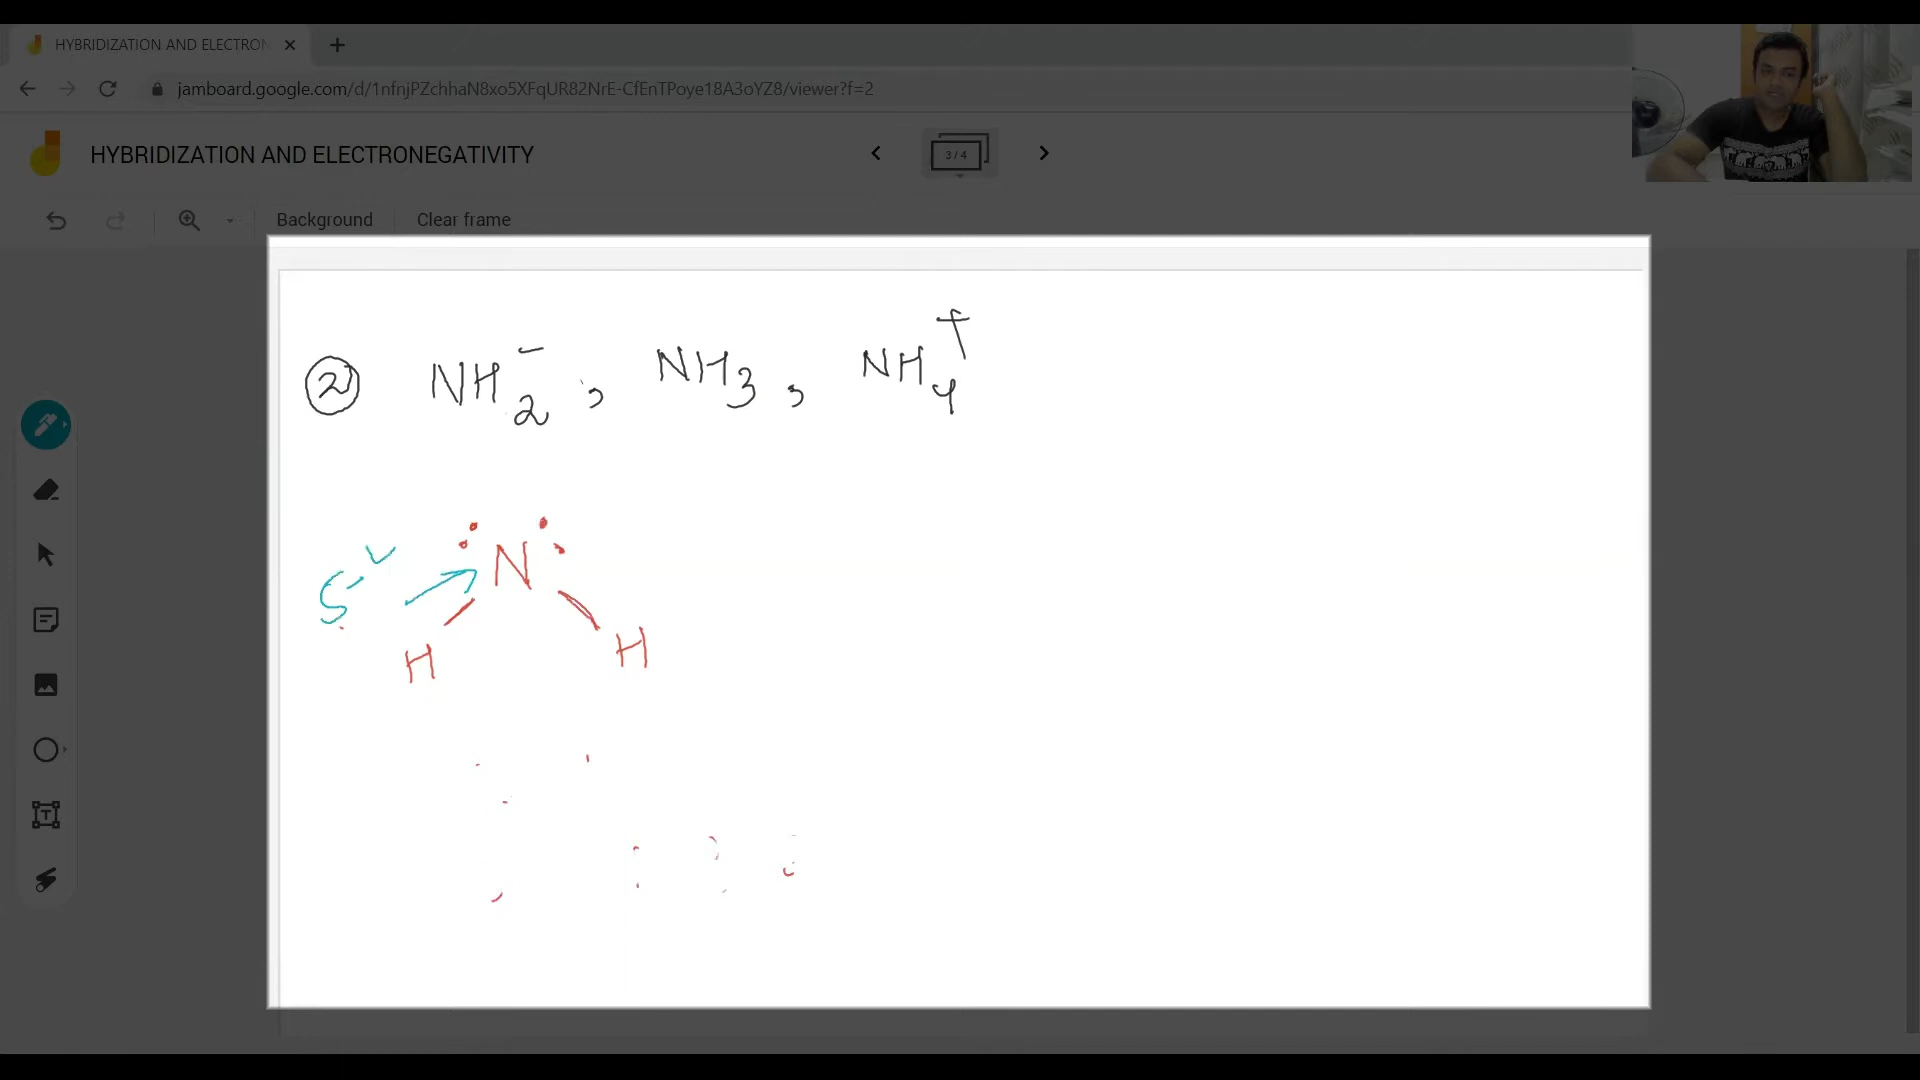 HYBRIDIZATION AND ELECTRON
jamboard.google.com/d/1nfnjPZchhaN8xo5XFqUR82NrE-CfEnTPoye18A3oYZ8/viewer?f=2
HYBRIDIZATION AND ELECTRONEGATIVITY
3 / 4
Background Clear frame
② NH₂⁻ , NH₃ , NH₄⁺
N
H H